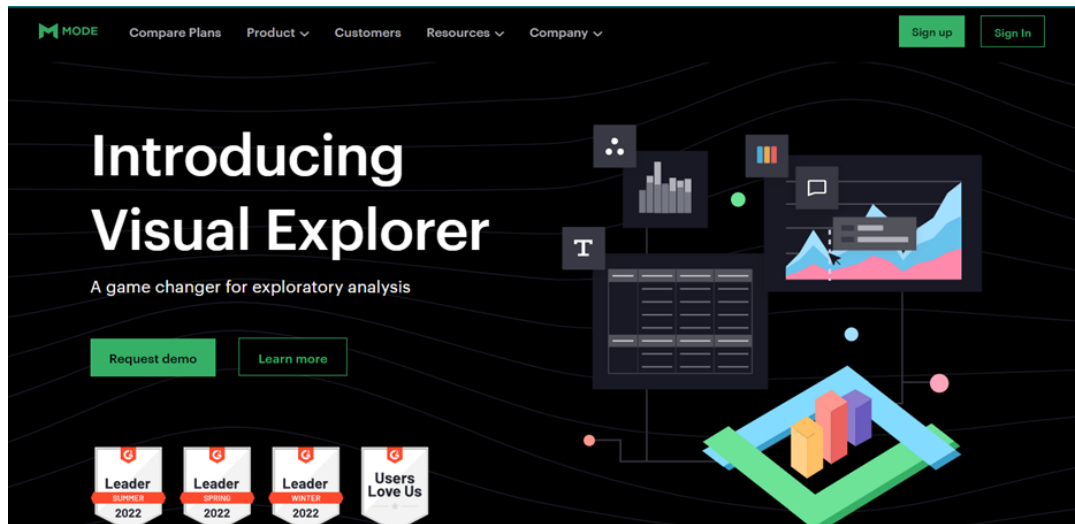 MODE
Compare Plans Product Customers Resources Company
Sign up Sign In
Introducing
Visual Explorer
A game changer for exploratory analysis
Request demo Learn more
T
Leader
SUMMER
2022
Leader
SPRING
2022
Leader
WINTER
2022
Users
Love Us